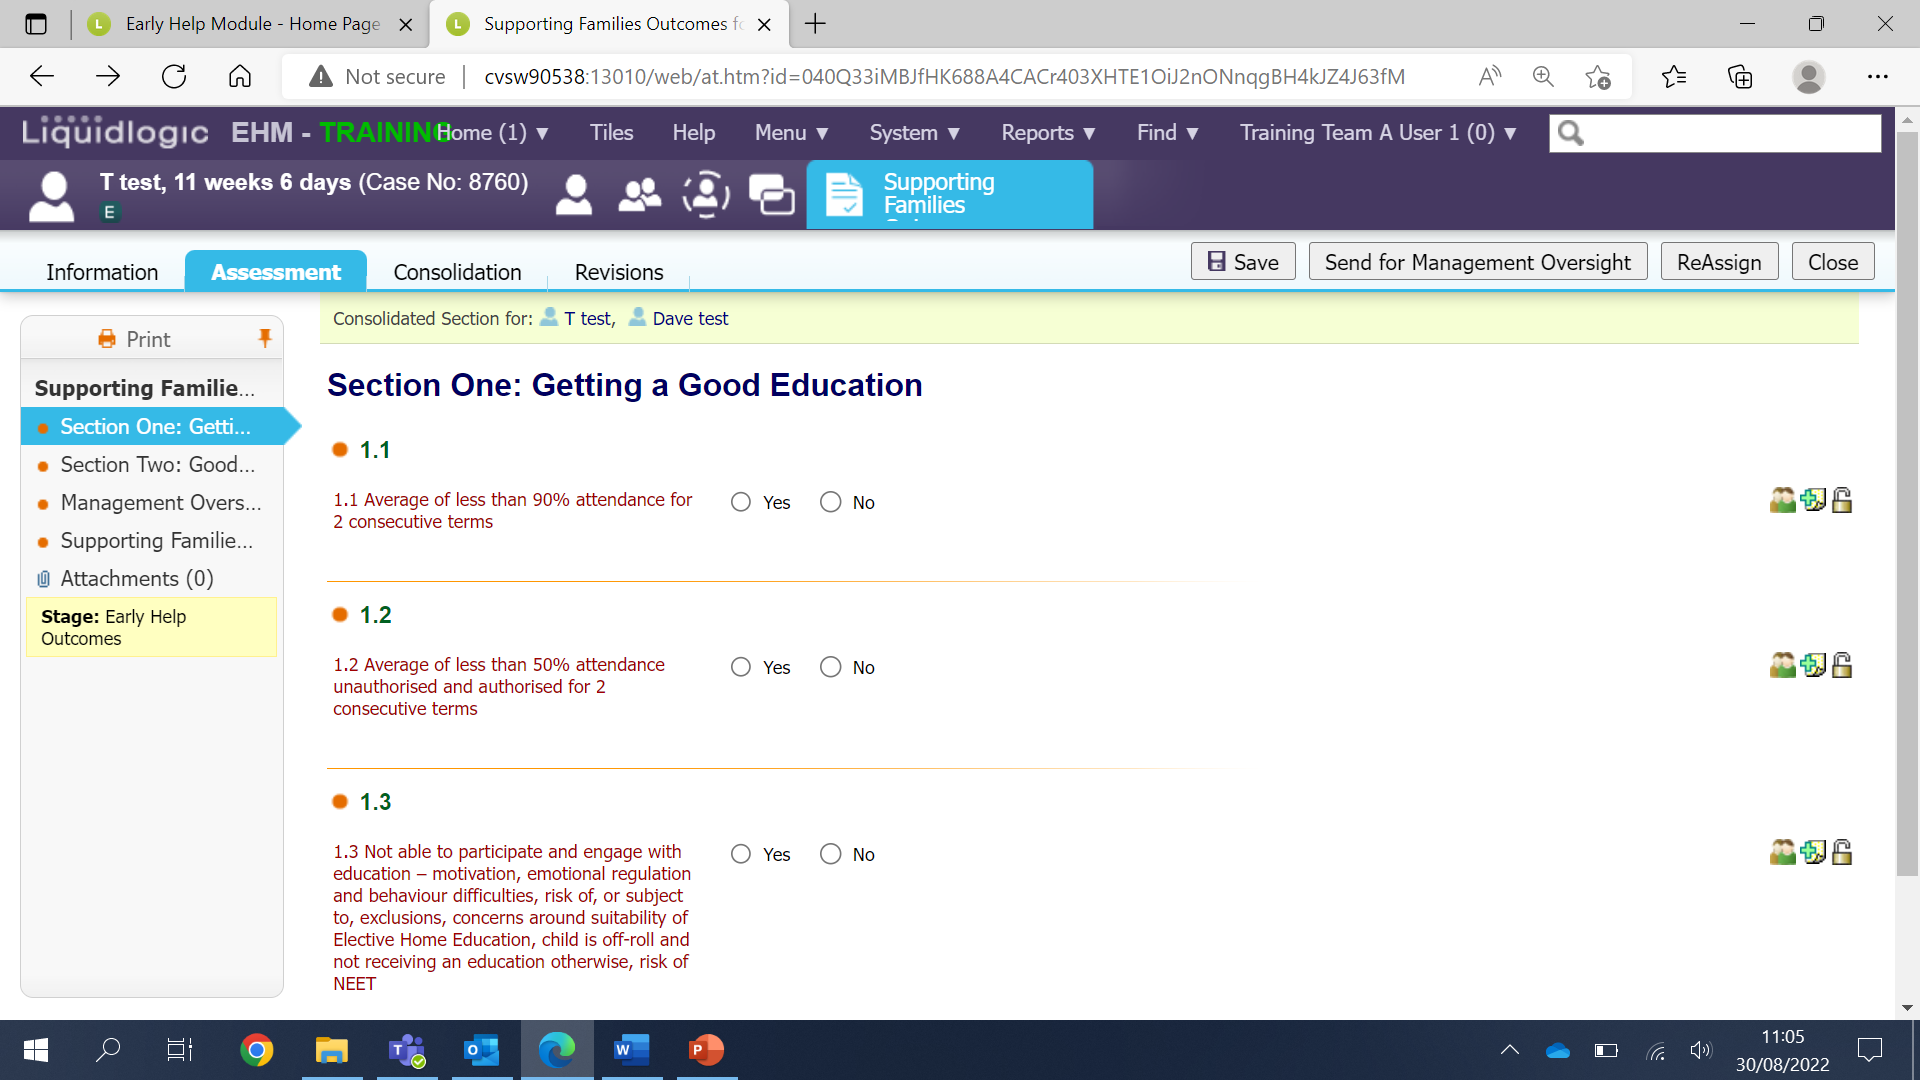 Early Help Module - Home Page
Supporting Families Outcomes fo
Not secure
cvsw90538:13010/web/at.htm?id=040Q33iMBJfHK688A4CACr403XHTE1OiJ2nONnqgBH4kJZ4J63fM
Liquidlogic EHM - TRAINING Home (1) Tiles Help Menu System Reports Find Training Team A User 1 (0)
T test, 11 weeks 6 days (Case No: 8760)
E
Supporting
Families
Information Assessment Consolidation Revisions
Save Send for Management Oversight ReAssign Close
Print
Supporting Familie...
Section One: Getti...
Section Two: Good...
Management Overs...
Supporting Familie...
Attachments (0)
Stage: Early Help
Outcomes
Consolidated Section for: T test, Dave test
Section One: Getting a Good Education
1.1
1.1 Average of less than 90% attendance for
2 consecutive terms
Yes No
1.2
1.2 Average of less than 50% attendance
unauthorised and authorised for 2
consecutive terms
Yes No
1.3
1.3 Not able to participate and engage with
education – motivation, emotional regulation
and behaviour difficulties, risk of, or subject
to, exclusions, concerns around suitability of
Elective Home Education, child is off-roll and
not receiving an education otherwise, risk of
NEET
Yes No
11:05
30/08/2022